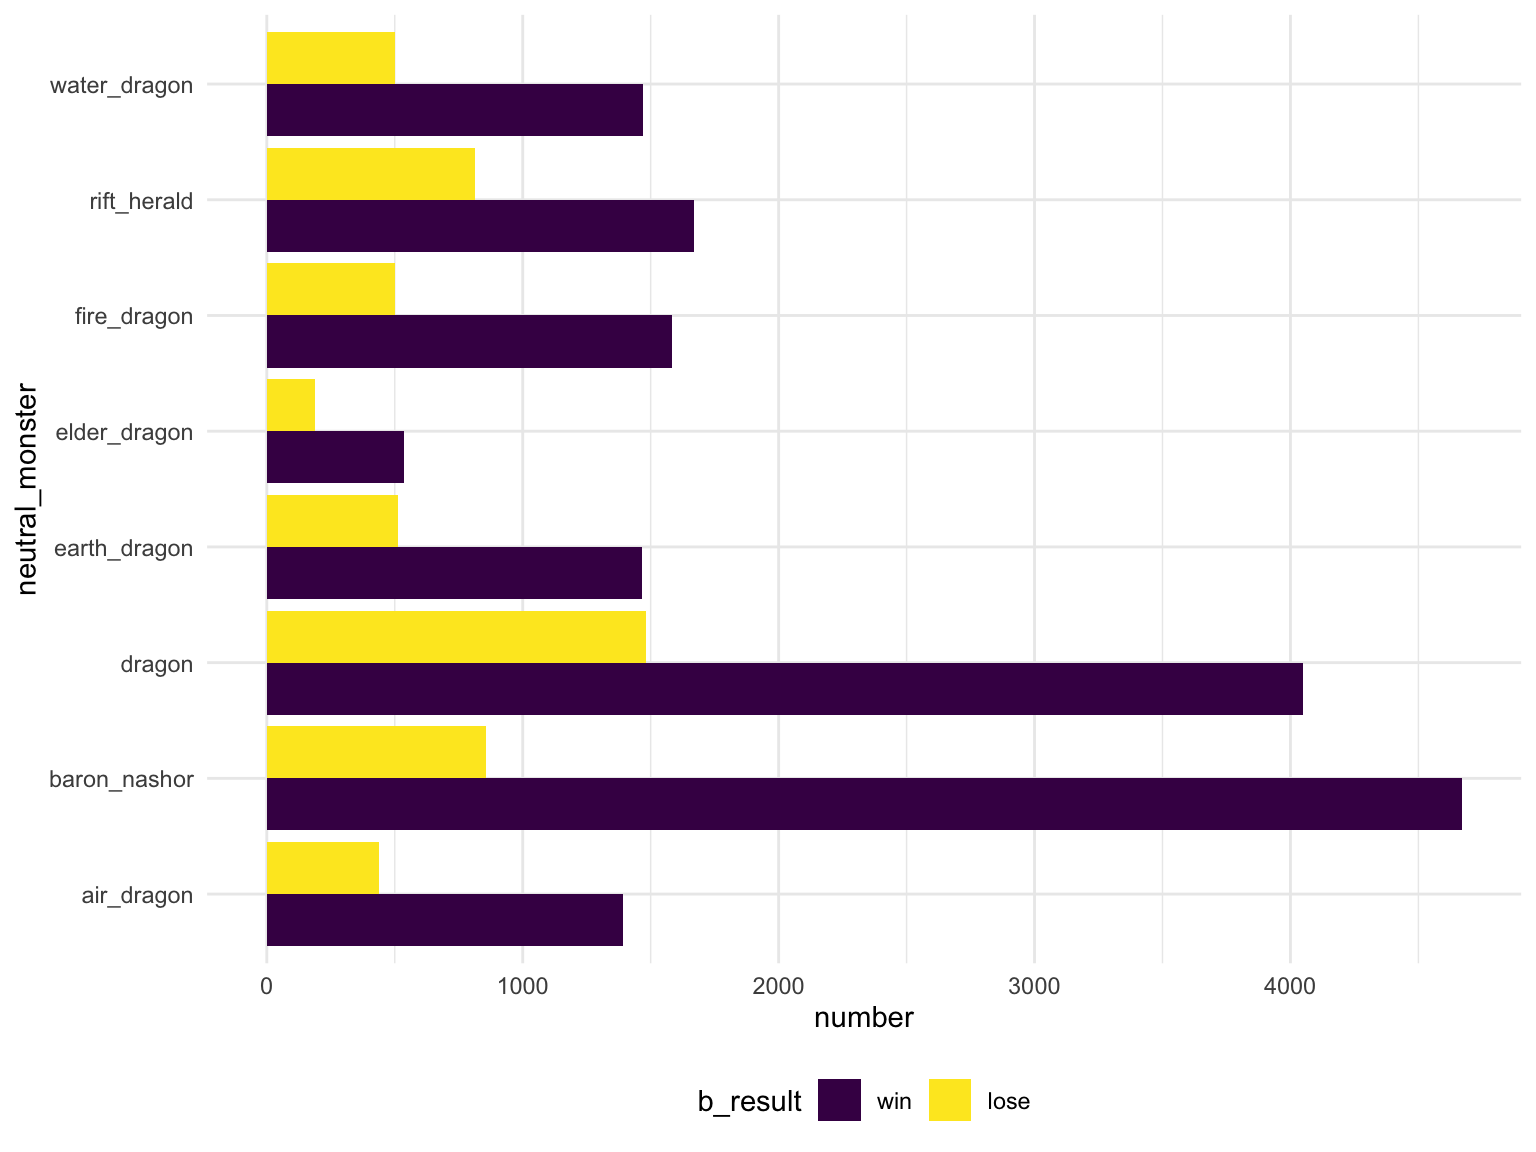 water_dragon
rift_herald
fire_dragon
elder_dragon
earth_dragon
dragon
baron_nashor
air_dragon
neutral_monster
0 1000 2000 3000 4000
number
b_result win lose